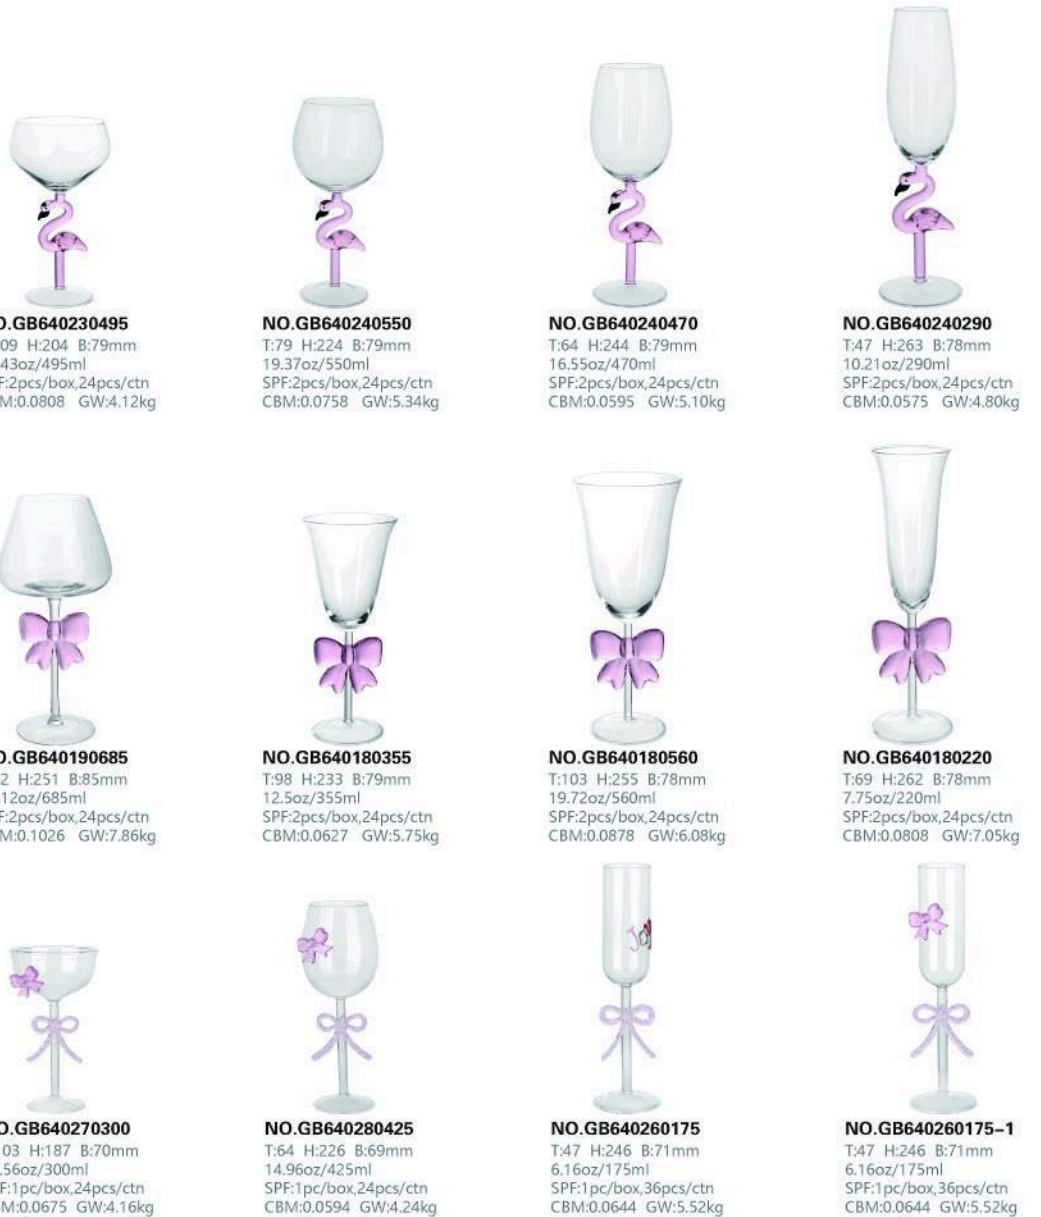 O.GB640230495
09 H:204 B:79mm
43oz/495ml
F:2pcs/box,24pcs/ctn
M:0.0808 GW:4.12kg
NO.GB640240550
T:79 H:224 B:79mm
19.37oz/550ml
SPF:2pcs/box,24pcs/ctn
CBM:0.0758 GW:5.34kg
NO.GB640240470
T:64 H:244 B:79mm
16.55oz/470ml
SPF:2pcs/box,24pcs/ctn
CBM:0.0595 GW:5.10kg
NO.GB640240290
T:47 H:263 B:78mm
10.21oz/290ml
SPF:2pcs/box,24pcs/ctn
CBM:0.0575 GW:4.80kg
O.GB640190685
2 H:251 B:85mm
12oz/685ml
F:2pcs/box,24pcs/ctn
M:0.1026 GW:7.86kg
NO.GB640180355
T:98 H:233 B:79mm
12.5oz/355ml
SPF:2pcs/box,24pcs/ctn
CBM:0.0627 GW:5.75kg
NO.GB640180560
T:103 H:255 B:78mm
19.72oz/560ml
SPF:2pcs/box,24pcs/ctn
CBM:0.0878 GW:6.08kg
NO.GB640180220
T:69 H:262 B:78mm
7.75oz/220ml
SPF:2pcs/box,24pcs/ctn
CBM:0.0808 GW:7.05kg
O.GB640270300
03 H:187 B:70mm
.56oz/300ml
F:1pc/box,24pcs/ctn
M:0.0675 GW:4.16kg
NO.GB640280425
T:64 H:226 B:69mm
14.96oz/425ml
SPF:1pc/box,24pcs/ctn
CBM:0.0594 GW:4.24kg
NO.GB640260175
T:47 H:246 B:71mm
6.16oz/175ml
SPF:1pc/box,36pcs/ctn
CBM:0.0644 GW:5.52kg
NO.GB640260175-1
T:47 H:246 B:71mm
6.16oz/175ml
SPF:1pc/box,36pcs/ctn
CBM:0.0644 GW:5.52kg